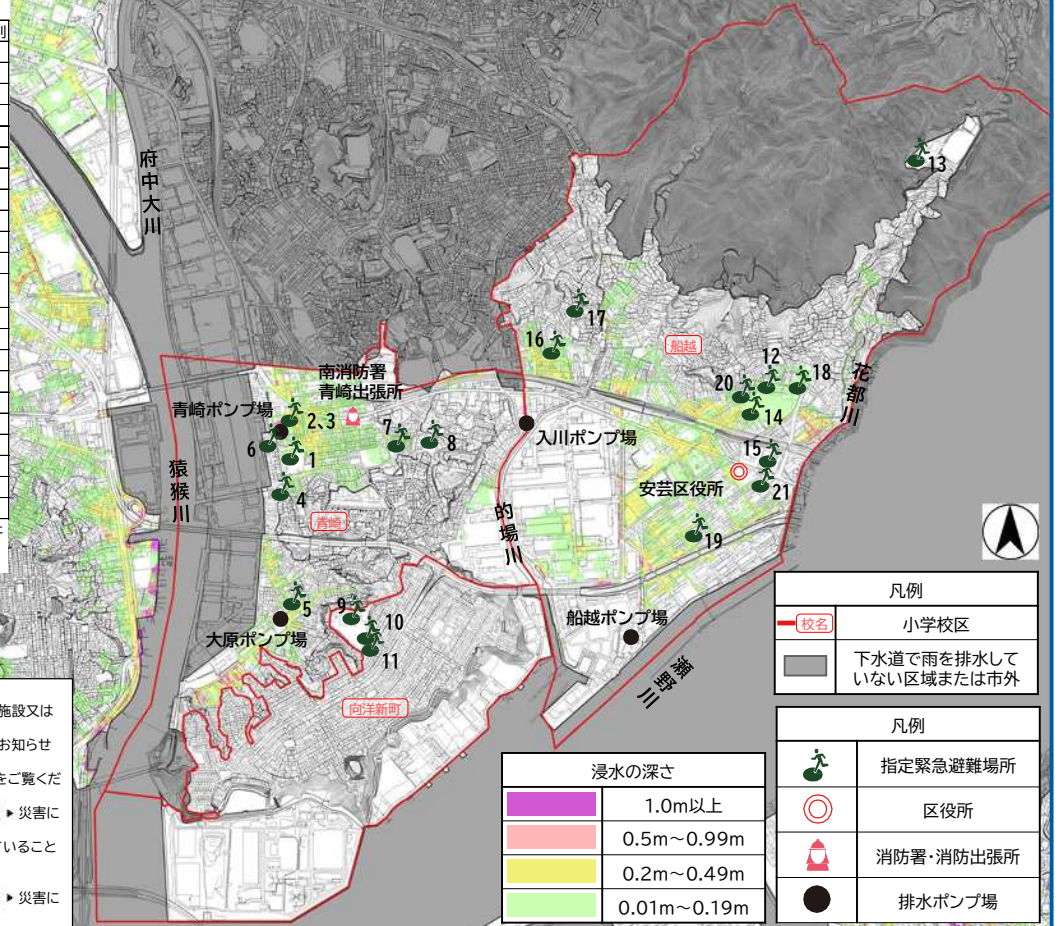 別
府中大川
13
17
16
船越
南消防署
青崎出張所
12
18
20
14
花都川
青崎ポンプ場
2、3
6
1
7
8
入川ポンプ場
15
安芸区役所
21
猿猴川
4
青崎
的場川
19
5
9
10
11
大原ポンプ場
船越ポンプ場
瀬野川
向洋新町
凡例
校名
小学校区
下水道で雨を排水して
いない区域または市外
凡例
指定緊急避難場所
区役所
消防署・消防出張所
排水ポンプ場
浸水の深さ
1.0m以上
0.5m～0.99m
0.2m～0.49m
0.01m～0.19m
施設又は
お知らせ
をご覧くだ
▶災害に
ていること
▶災害に